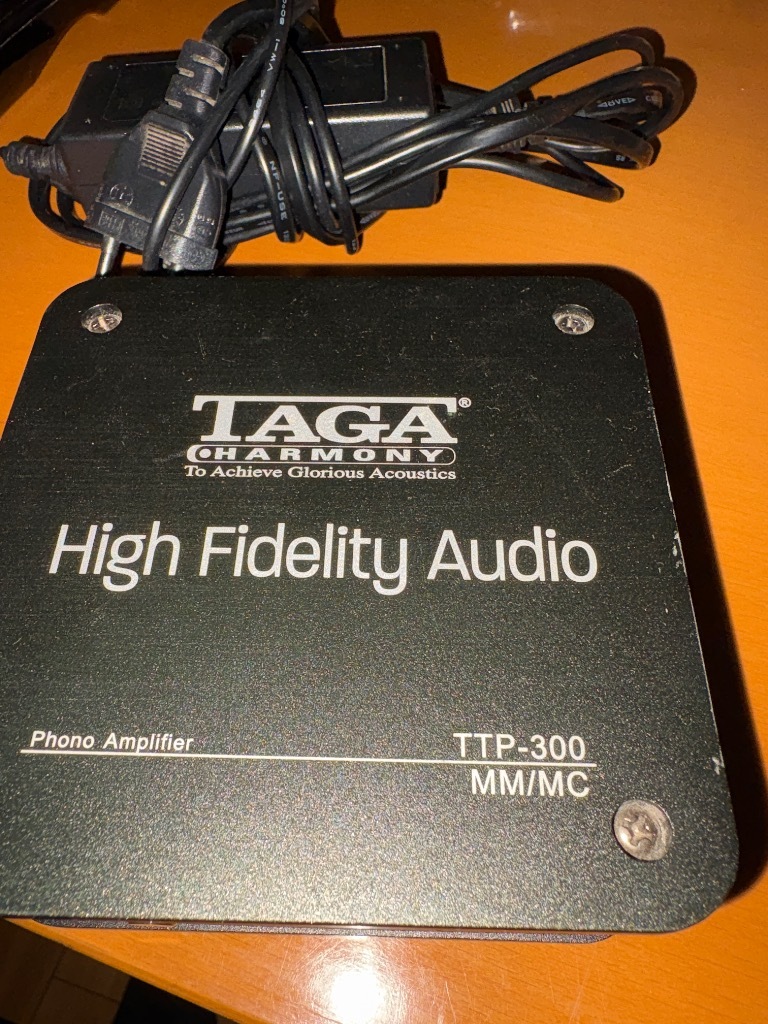 TAGA®
HARMONY
To Achieve Glorious Acoustics
High Fidelity Audio
Phono Amplifier
TTP-300
MM/MC